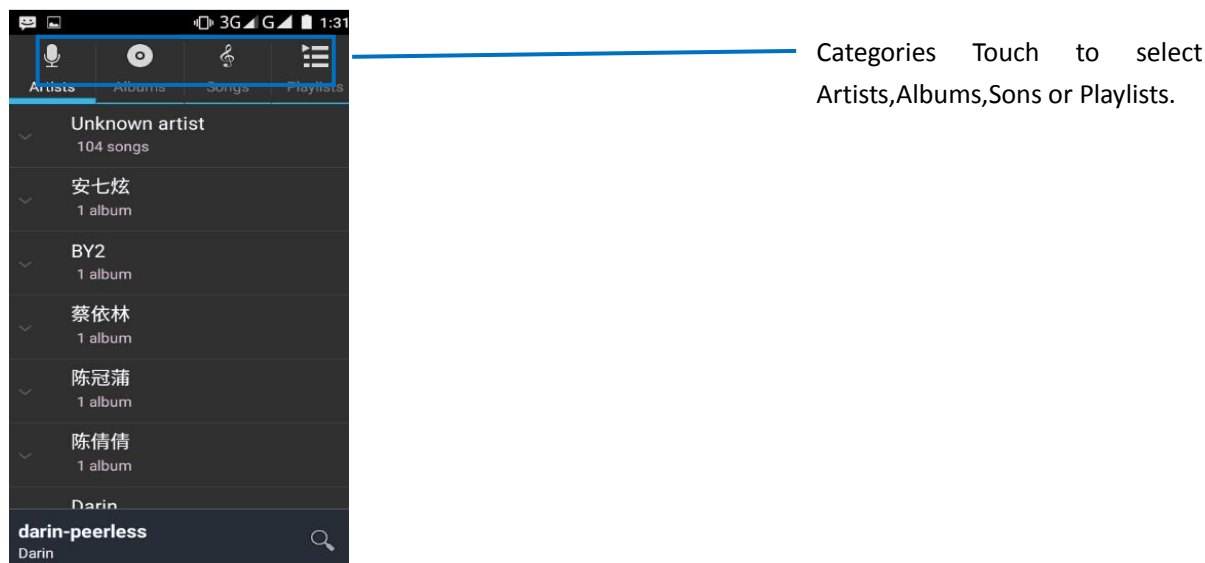 3G G 1:31
Artists Albums Songs Playlists
Unknown artist
104 songs
安七炫
1 album
BY2
1 album
蔡依林
1 album
陈冠蒲
1 album
陈倩倩
1 album
Darin
darin-peerless
Darin
Categories Touch to select
Artists,Albums,Sons or Playlists.